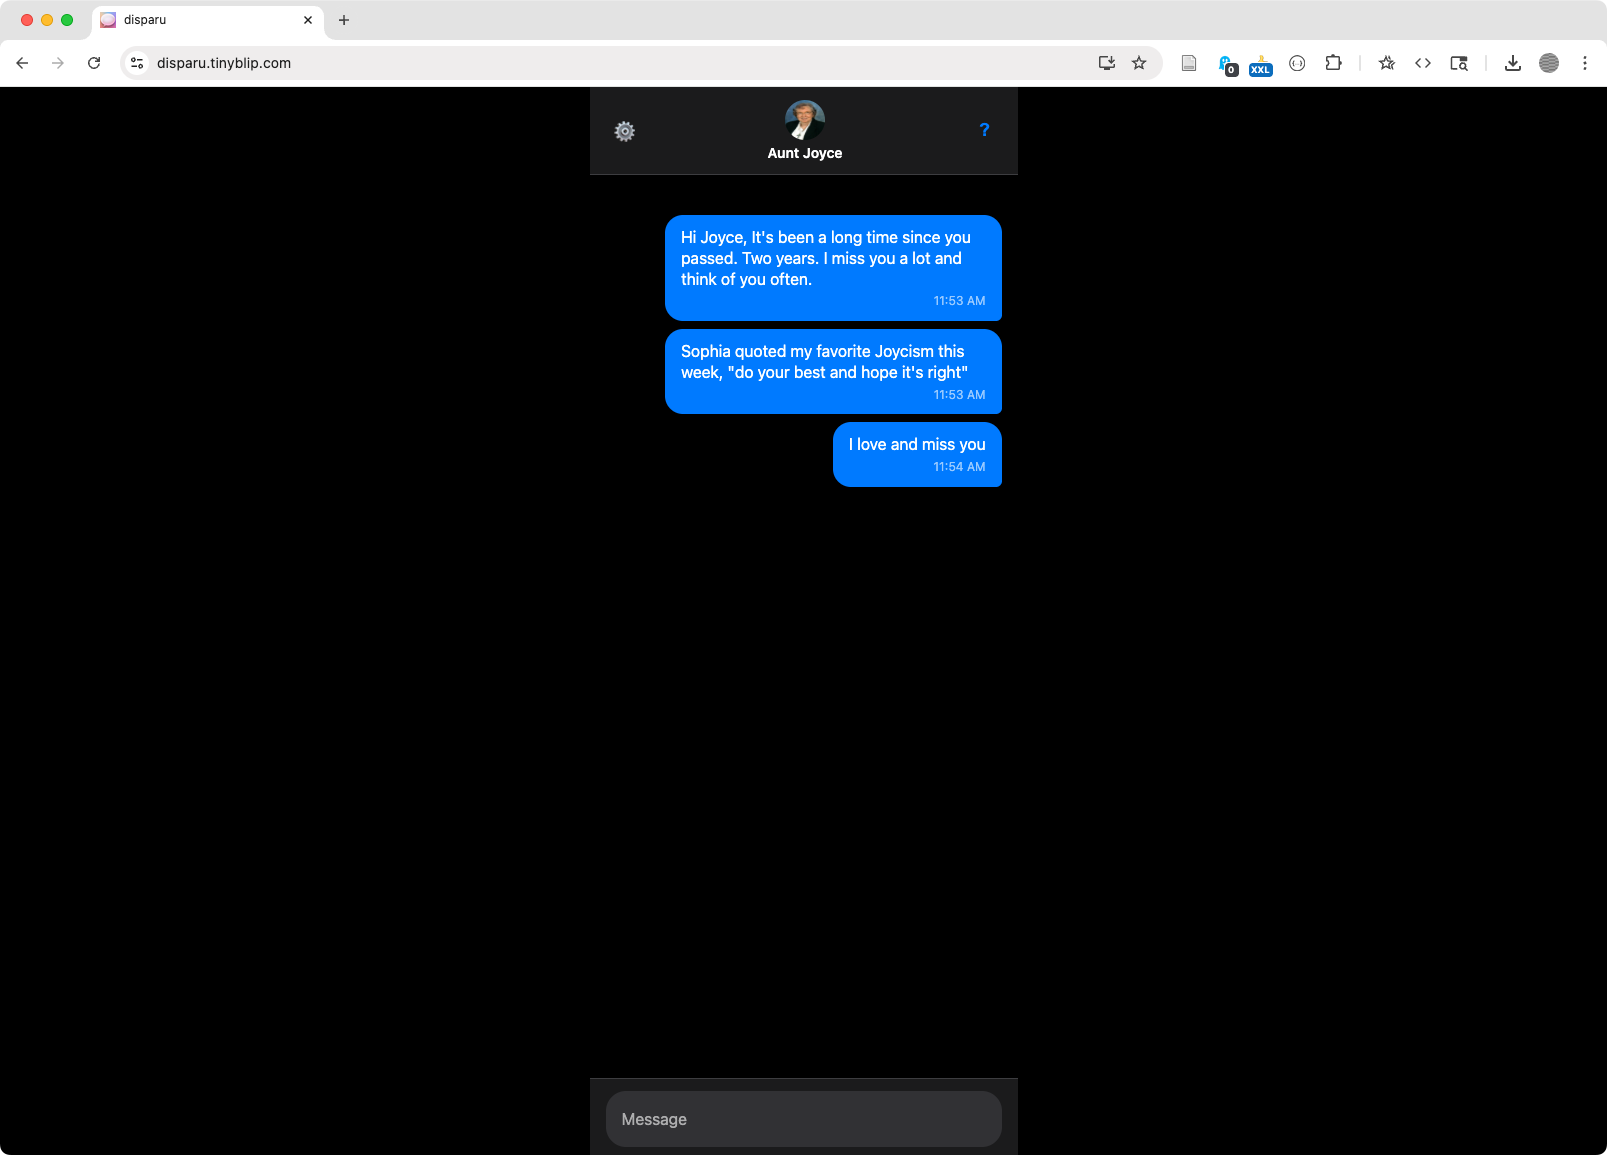 disparu
disparu.tinyblip.com
0
XXL
Aunt Joyce
?
Hi Joyce, It's been a long time since you
passed. Two years. I miss you a lot and
think of you often.
11:53 AM
Sophia quoted my favorite Joycism this
week, "do your best and hope it's right"
11:53 AM
I love and miss you
11:54 AM
Message